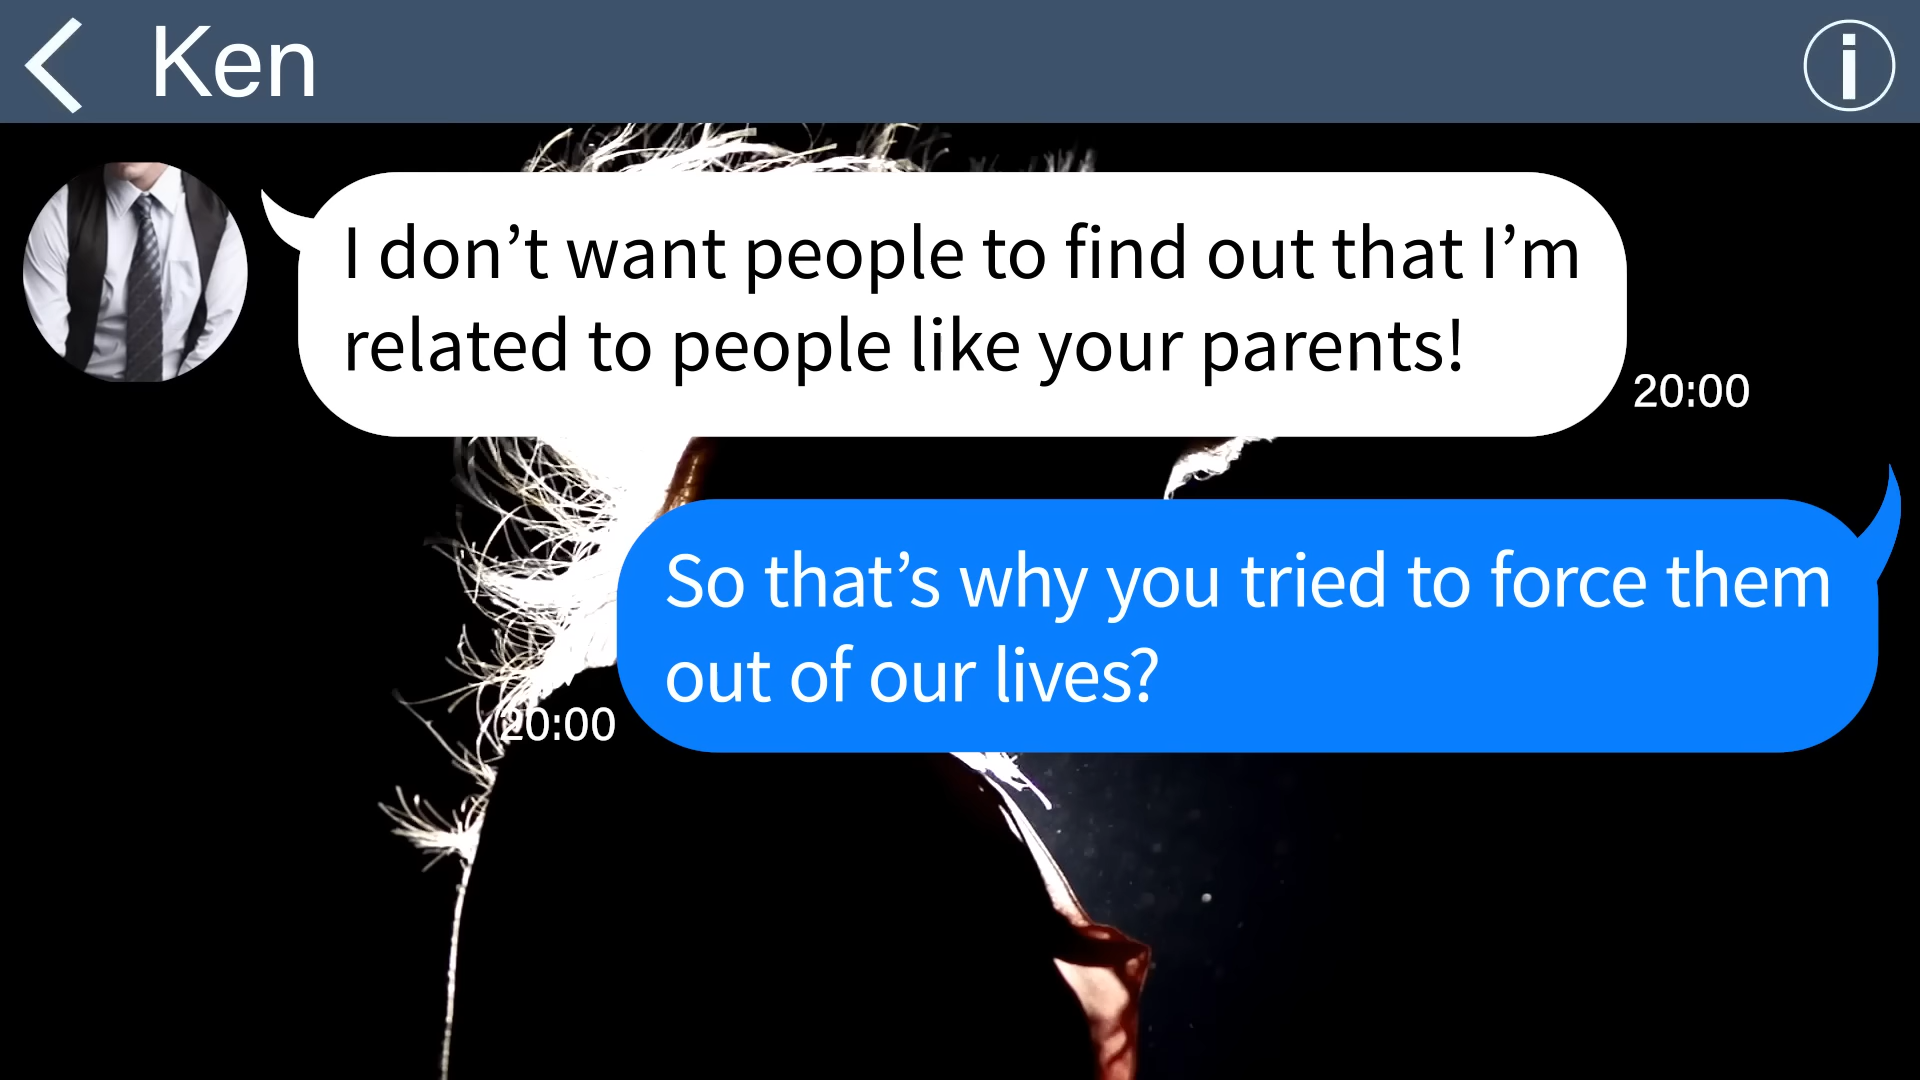 Ken
I don’t want people to find out that I’m
related to people like your parents!
20:00
So that’s why you tried to force them
out of our lives?
20:00